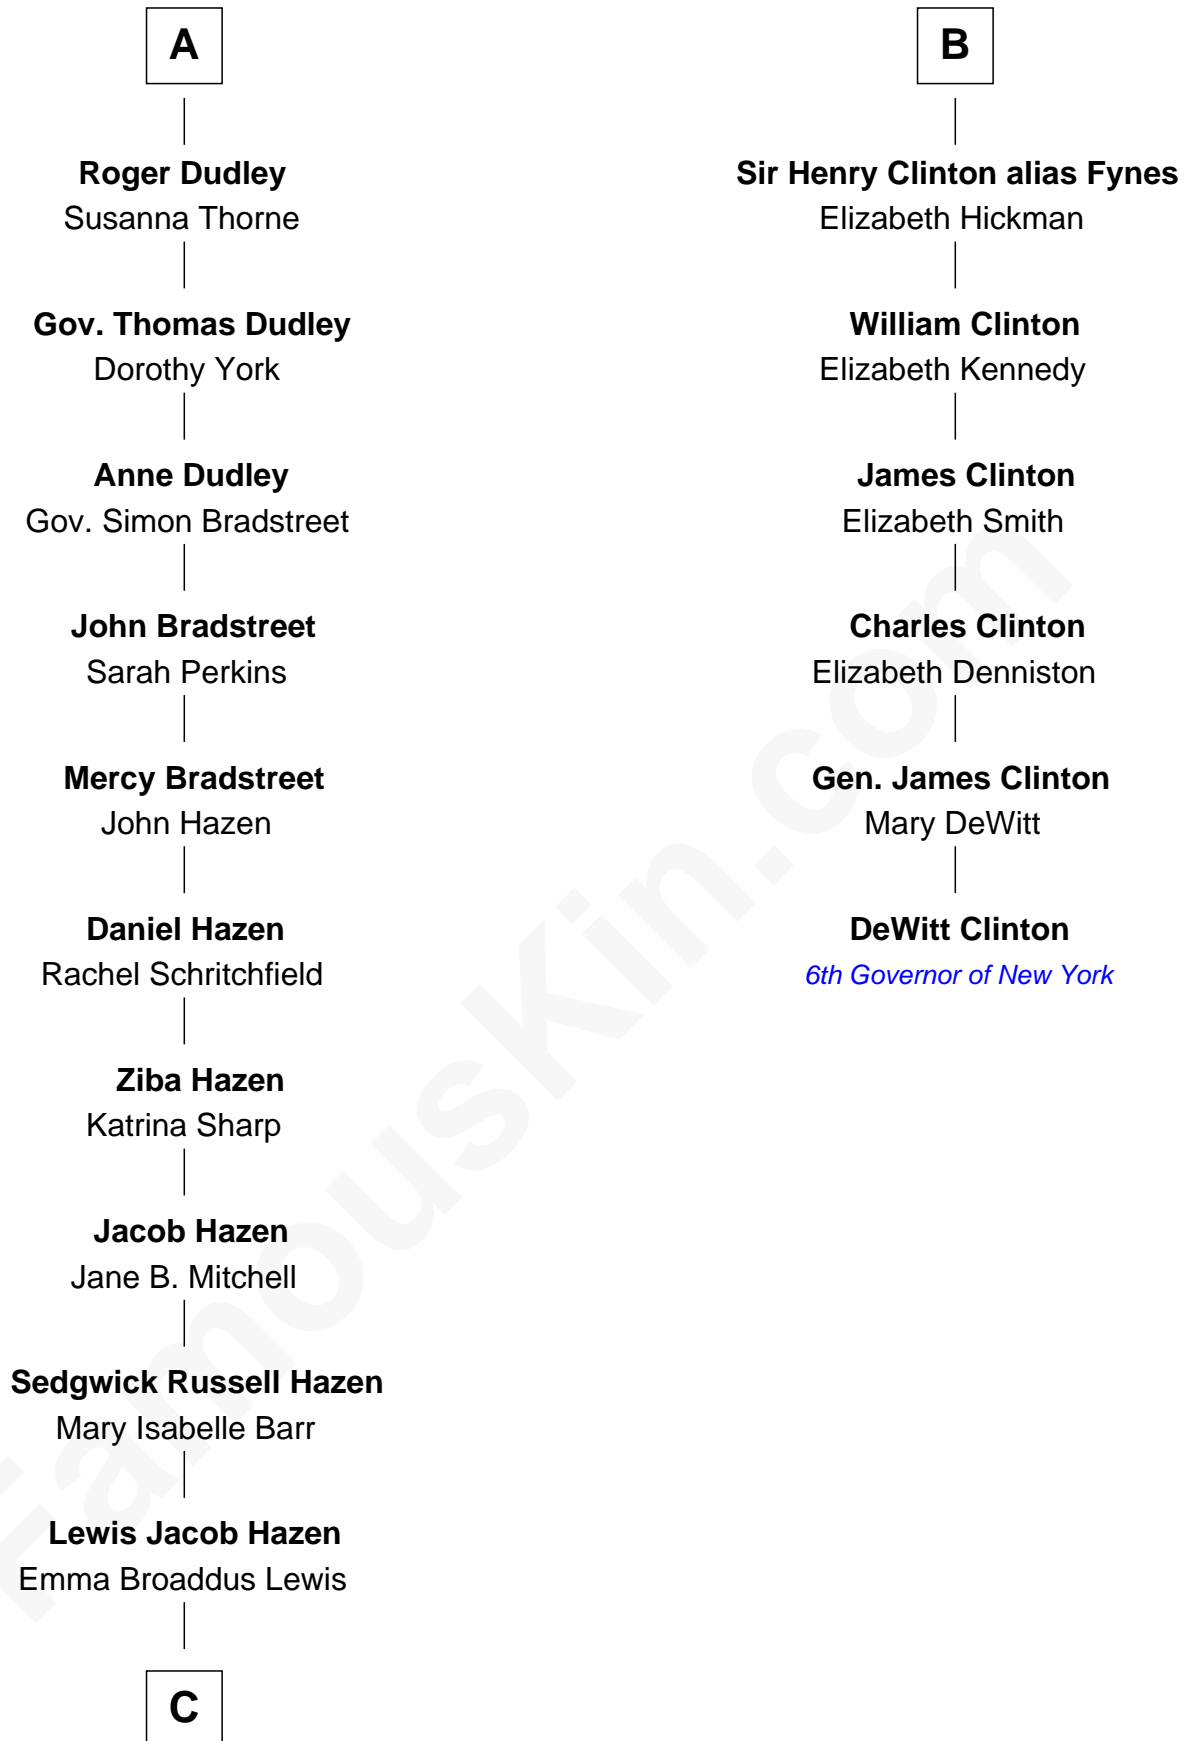 A
Roger Dudley
Susanna Thorne
Gov. Thomas Dudley
Dorothy York
Anne Dudley
Gov. Simon Bradstreet
John Bradstreet
Sarah Perkins
Mercy Bradstreet
John Hazen
Daniel Hazen
Rachel Schritchfield
Ziba Hazen
Katrina Sharp
Jacob Hazen
Jane B. Mitchell
Sedgwick Russell Hazen
Mary Isabelle Barr
Lewis Jacob Hazen
Emma Broaddus Lewis
C
B
Sir Henry Clinton alias Fynes
Elizabeth Hickman
William Clinton
Elizabeth Kennedy
James Clinton
Elizabeth Smith
Charles Clinton
Elizabeth Denniston
Gen. James Clinton
Mary DeWitt
DeWitt Clinton
6th Governor of New York
FamousKin.com